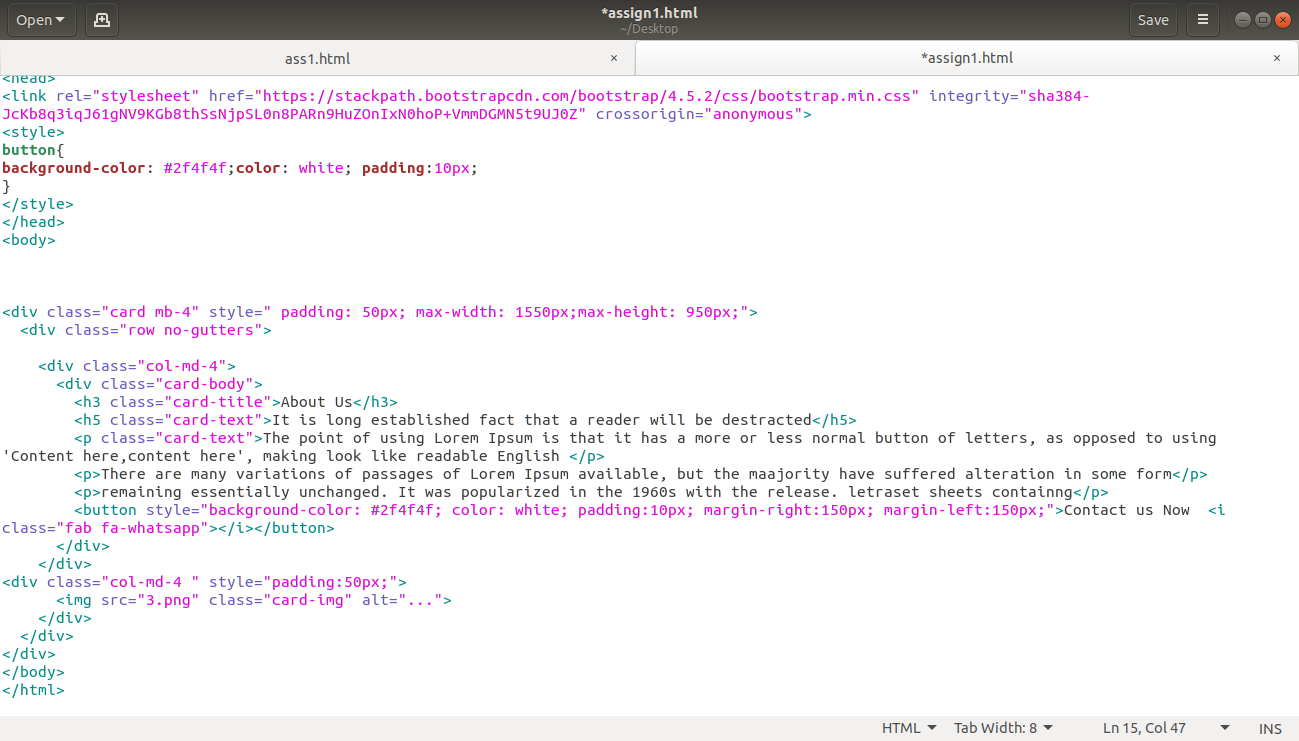 Open
*assign1.html
~/Desktop
Save
ass1.html ×
*assign1.html ×
<head>
<link rel="stylesheet" href="https://stackpath.bootstrapcdn.com/bootstrap/4.5.2/css/bootstrap.min.css" integrity="sha384-
JcKb8q3iqJ61gNV9KGb8thSsNjpSL0n8PARn9HuZOnIxN0hoP+VmmDGMN5t9UJ0Z" crossorigin="anonymous">
<style>
button{
background-color: #2f4f4f;color: white; padding:10px;
}
</style>
</head>
<body>
<div class="card mb-4" style=" padding: 50px; max-width: 1550px;max-height: 950px;">
<div class="row no-gutters">
<div class="col-md-4">
<div class="card-body">
<h3 class="card-title">About Us</h3>
<h5 class="card-text">It is long established fact that a reader will be destracted</h5>
<p class="card-text">The point of using Lorem Ipsum is that it has a more or less normal button of letters, as opposed to using
'Content here,content here', making look like readable English </p>
<p>There are many variations of passages of Lorem Ipsum available, but the maajority have suffered alteration in some form</p>
<p>remaining essentially unchanged. It was popularized in the 1960s with the release. letraset sheets containng</p>
<button style="background-color: #2f4f4f; color: white; padding:10px; margin-right:150px; margin-left:150px;">Contact us Now  <i
class="fab fa-whatsapp"></i></button>
</div>
</div>
<div class="col-md-4 " style="padding:50px;">
<img src="3.png" class="card-img" alt="...">
</div>
</div>
</div>
</body>
</html>
HTML Tab Width: 8 Ln 15, Col 47 INS